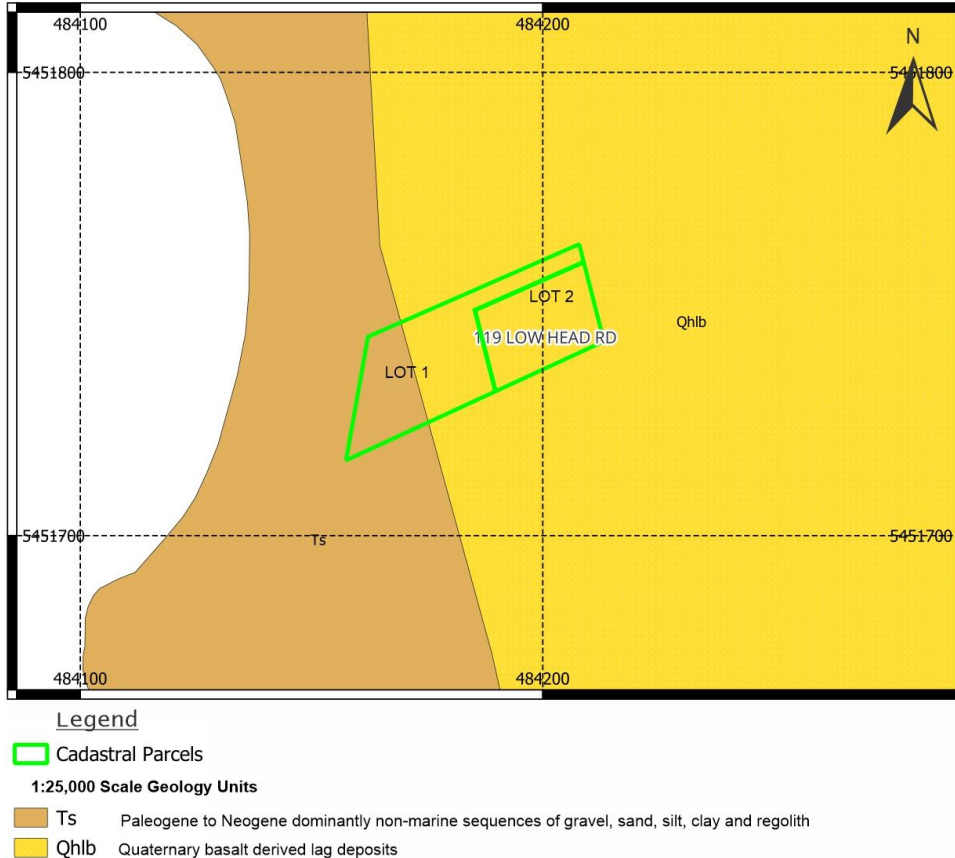 484100 484200
N
5451800 5451800
LOT 2
Qhlb
119 LOW HEAD RD
LOT 1
5451700 5451700
Ts
484100 484200
Legend
Cadastral Parcels
1:25,000 Scale Geology Units
Ts Paleogene to Neogene dominantly non-marine sequences of gravel, sand, silt, clay and regolith
Qhlb Quaternary basalt derived lag deposits